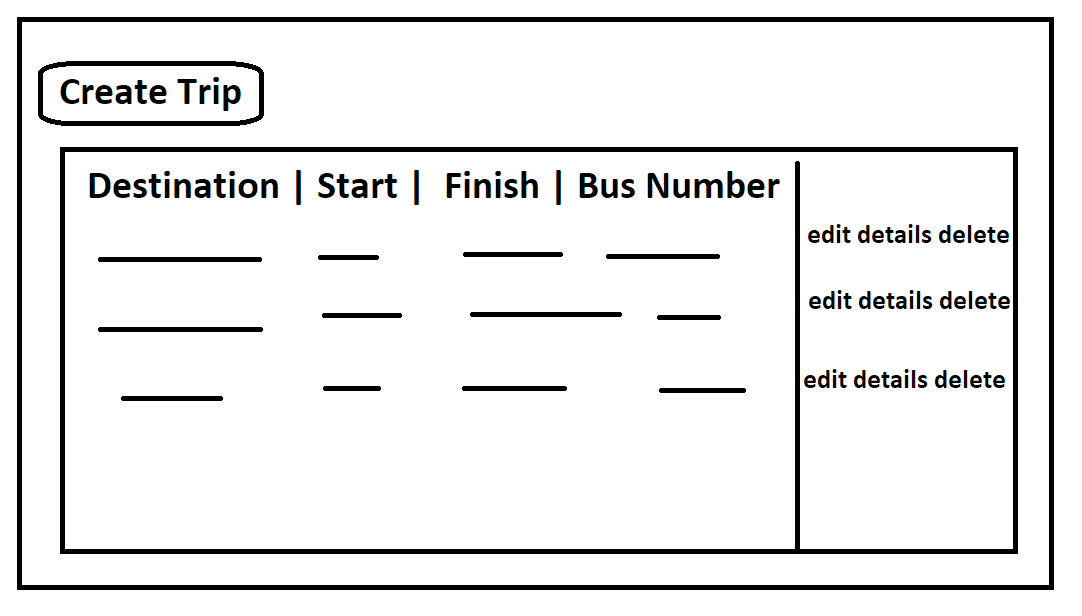 Create Trip
Destination | Start | Finish | Bus Number
edit details delete
edit details delete
edit details delete